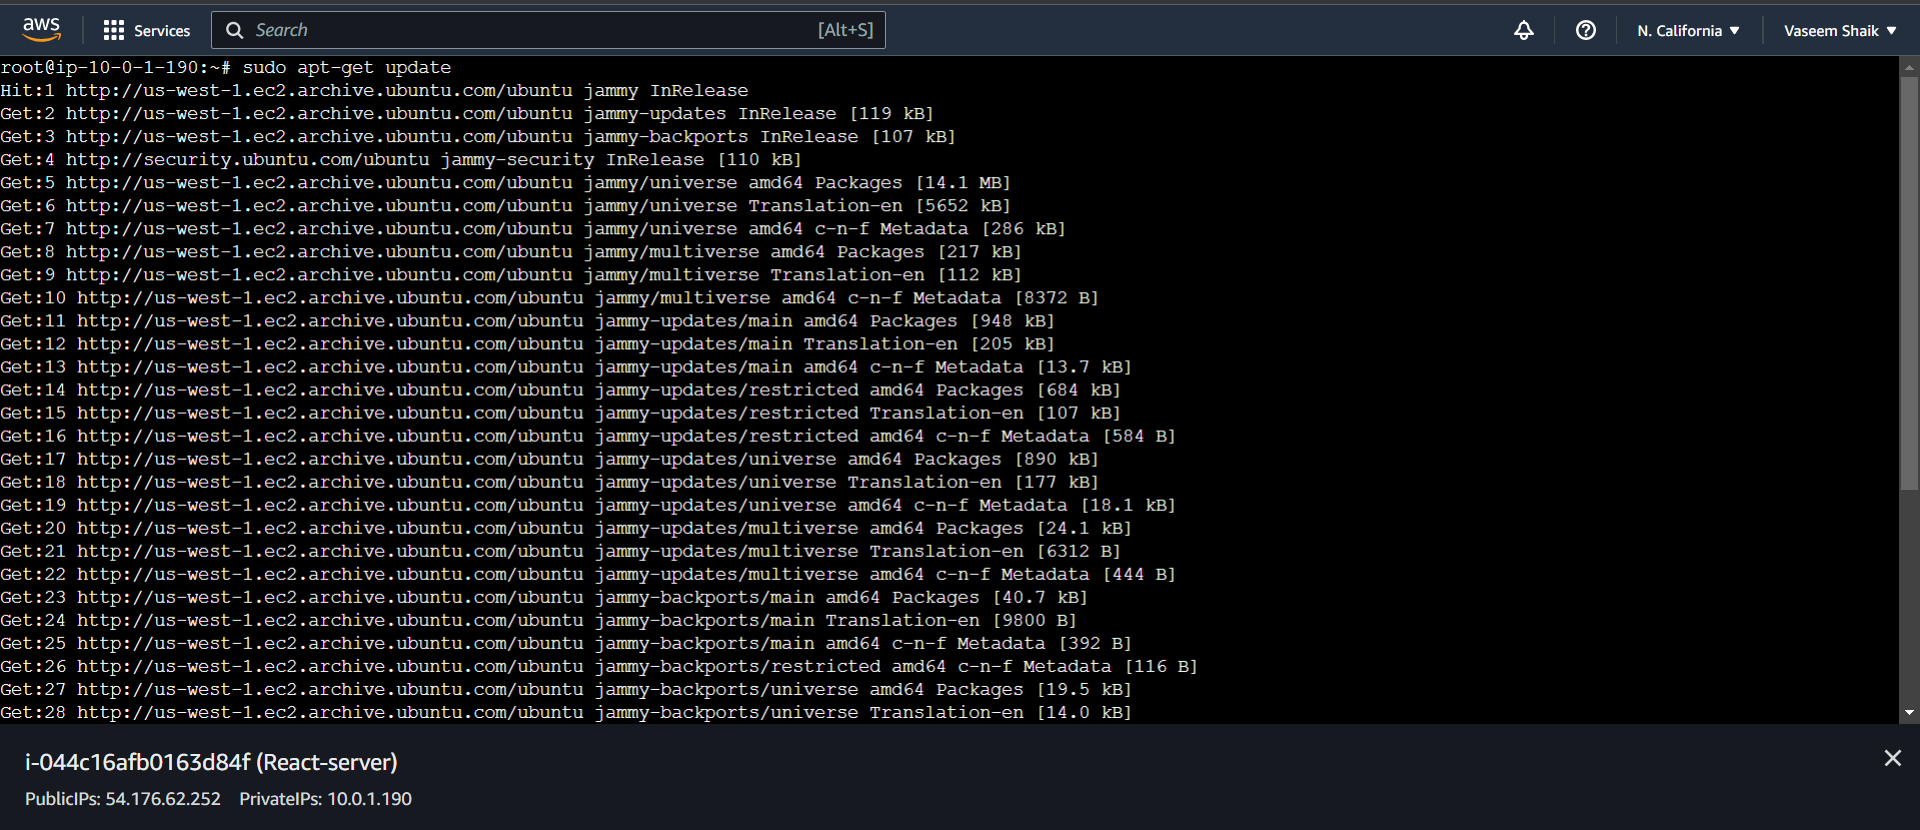 aws Services Search [Alt+S] N. California Vaseem Shaik
root@ip-10-0-1-190:~# sudo apt-get update
Hit:1 http://us-west-1.ec2.archive.ubuntu.com/ubuntu jammy InRelease
Get:2 http://us-west-1.ec2.archive.ubuntu.com/ubuntu jammy-updates InRelease [119 kB]
Get:3 http://us-west-1.ec2.archive.ubuntu.com/ubuntu jammy-backports InRelease [107 kB]
Get:4 http://security.ubuntu.com/ubuntu jammy-security InRelease [110 kB]
Get:5 http://us-west-1.ec2.archive.ubuntu.com/ubuntu jammy/universe amd64 Packages [14.1 MB]
Get:6 http://us-west-1.ec2.archive.ubuntu.com/ubuntu jammy/universe Translation-en [5652 kB]
Get:7 http://us-west-1.ec2.archive.ubuntu.com/ubuntu jammy/universe amd64 c-n-f Metadata [286 kB]
Get:8 http://us-west-1.ec2.archive.ubuntu.com/ubuntu jammy/multiverse amd64 Packages [217 kB]
Get:9 http://us-west-1.ec2.archive.ubuntu.com/ubuntu jammy/multiverse Translation-en [112 kB]
Get:10 http://us-west-1.ec2.archive.ubuntu.com/ubuntu jammy/multiverse amd64 c-n-f Metadata [8372 B]
Get:11 http://us-west-1.ec2.archive.ubuntu.com/ubuntu jammy-updates/main amd64 Packages [948 kB]
Get:12 http://us-west-1.ec2.archive.ubuntu.com/ubuntu jammy-updates/main Translation-en [205 kB]
Get:13 http://us-west-1.ec2.archive.ubuntu.com/ubuntu jammy-updates/main amd64 c-n-f Metadata [13.7 kB]
Get:14 http://us-west-1.ec2.archive.ubuntu.com/ubuntu jammy-updates/restricted amd64 Packages [684 kB]
Get:15 http://us-west-1.ec2.archive.ubuntu.com/ubuntu jammy-updates/restricted Translation-en [107 kB]
Get:16 http://us-west-1.ec2.archive.ubuntu.com/ubuntu jammy-updates/restricted amd64 c-n-f Metadata [584 B]
Get:17 http://us-west-1.ec2.archive.ubuntu.com/ubuntu jammy-updates/universe amd64 Packages [890 kB]
Get:18 http://us-west-1.ec2.archive.ubuntu.com/ubuntu jammy-updates/universe Translation-en [177 kB]
Get:19 http://us-west-1.ec2.archive.ubuntu.com/ubuntu jammy-updates/universe amd64 c-n-f Metadata [18.1 kB]
Get:20 http://us-west-1.ec2.archive.ubuntu.com/ubuntu jammy-updates/multiverse amd64 Packages [24.1 kB]
Get:21 http://us-west-1.ec2.archive.ubuntu.com/ubuntu jammy-updates/multiverse Translation-en [6312 B]
Get:22 http://us-west-1.ec2.archive.ubuntu.com/ubuntu jammy-updates/multiverse amd64 c-n-f Metadata [444 B]
Get:23 http://us-west-1.ec2.archive.ubuntu.com/ubuntu jammy-backports/main amd64 Packages [40.7 kB]
Get:24 http://us-west-1.ec2.archive.ubuntu.com/ubuntu jammy-backports/main Translation-en [9800 B]
Get:25 http://us-west-1.ec2.archive.ubuntu.com/ubuntu jammy-backports/main amd64 c-n-f Metadata [392 B]
Get:26 http://us-west-1.ec2.archive.ubuntu.com/ubuntu jammy-backports/restricted amd64 c-n-f Metadata [116 B]
Get:27 http://us-west-1.ec2.archive.ubuntu.com/ubuntu jammy-backports/universe amd64 Packages [19.5 kB]
Get:28 http://us-west-1.ec2.archive.ubuntu.com/ubuntu jammy-backports/universe Translation-en [14.0 kB]
i-044c16afb0163d84f (React-server)
PublicIPs: 54.176.62.252 PrivateIPs: 10.0.1.190